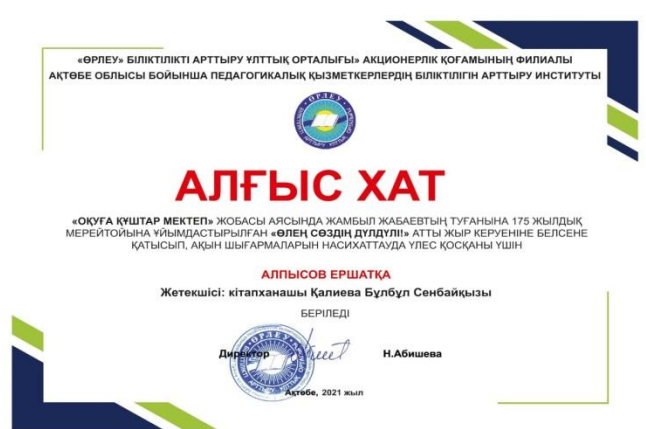 «ӨРЛЕУ» БІЛІКТІЛІКТІ АРТТЫРУ ҰЛТТЫҚ ОРТАЛЫҒЫ» АКЦИОНЕРЛІК ҚОҒАМЫНЫҢ ФИЛИАЛЫ
АҚТӨБЕ ОБЛЫСЫ БОЙЫНША ПЕДАГОГИКАЛЫҚ ҚЫЗМЕТКЕРЛЕРДІҢ БІЛІКТІЛІГІН АРТТЫРУ ИНСТИТУТЫ
ӨРЛЕУ
АЛҒЫС ХАТ
«ОҚУҒА ҚҰШТАР МЕКТЕП» ЖОБАСЫ АЯСЫНДА ЖАМБЫЛ ЖАБАЕВТЫҢ ТУҒАНЫНА 175 ЖЫЛДЫҚ
МЕРЕЙТОЙЫНА ҰЙЫМДАСТЫРЫЛҒАН «ӨЛЕҢ СӨЗДІҢ ДҮЛДҮЛІ!» АТТЫ ЖЫР КЕРУЕНІНЕ БЕЛСЕНЕ
ҚАТЫСЫП, АҚЫН ШЫҒАРМАЛАРЫН НАСИХАТТАУДА ҮЛЕС ҚОСҚАНЫ ҮШІН
АЛПЫСОВ ЕРШАТҚА
Жетекшісі: кітапханашы Қалиева Бұлбұл Сенбайқызы
БЕРІЛЕДІ
Директор Н.Абишева
Ақтөбе, 2021 жыл